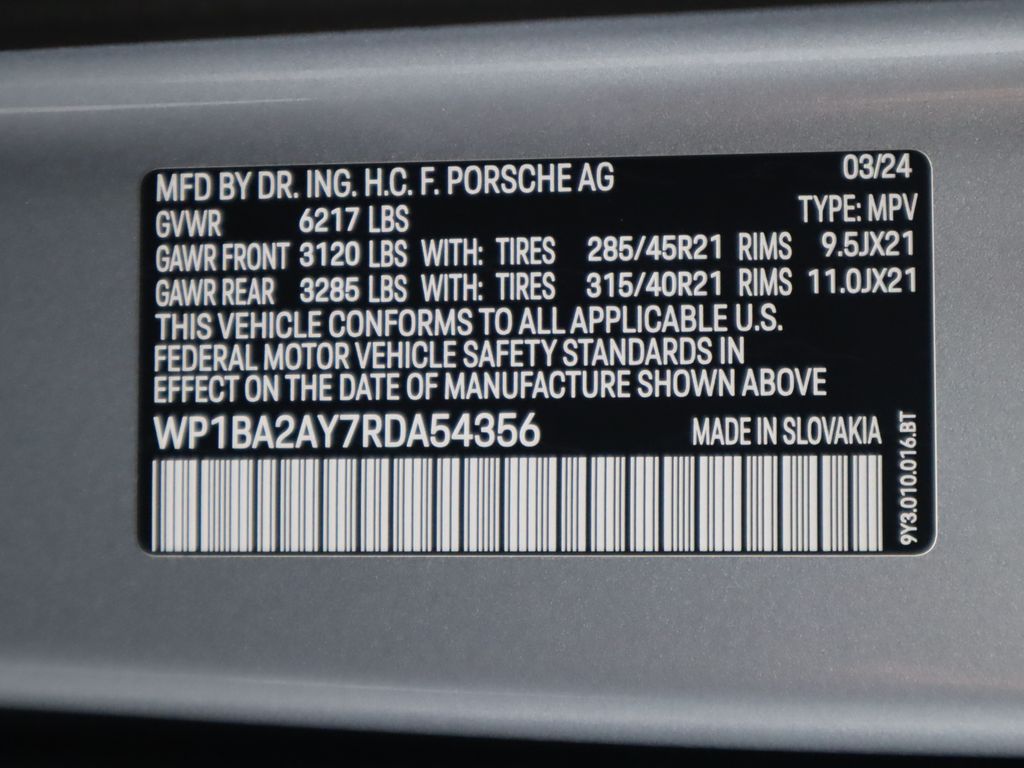 MFD BY DR. ING. H.C. F. PORSCHE AG 03/24
GVWR 6217 LBS TYPE: MPV
GAWR FRONT 3120 LBS WITH: TIRES 285/45R21 RIMS 9.5JX21
GAWR REAR 3285 LBS WITH: TIRES 315/40R21 RIMS 11.0JX21
THIS VEHICLE CONFORMS TO ALL APPLICABLE U.S.
FEDERAL MOTOR VEHICLE SAFETY STANDARDS IN
EFFECT ON THE DATE OF MANUFACTURE SHOWN ABOVE
WP1BA2AY7RDA54356 MADE IN SLOVAKIA
9Y3.010.016.BT